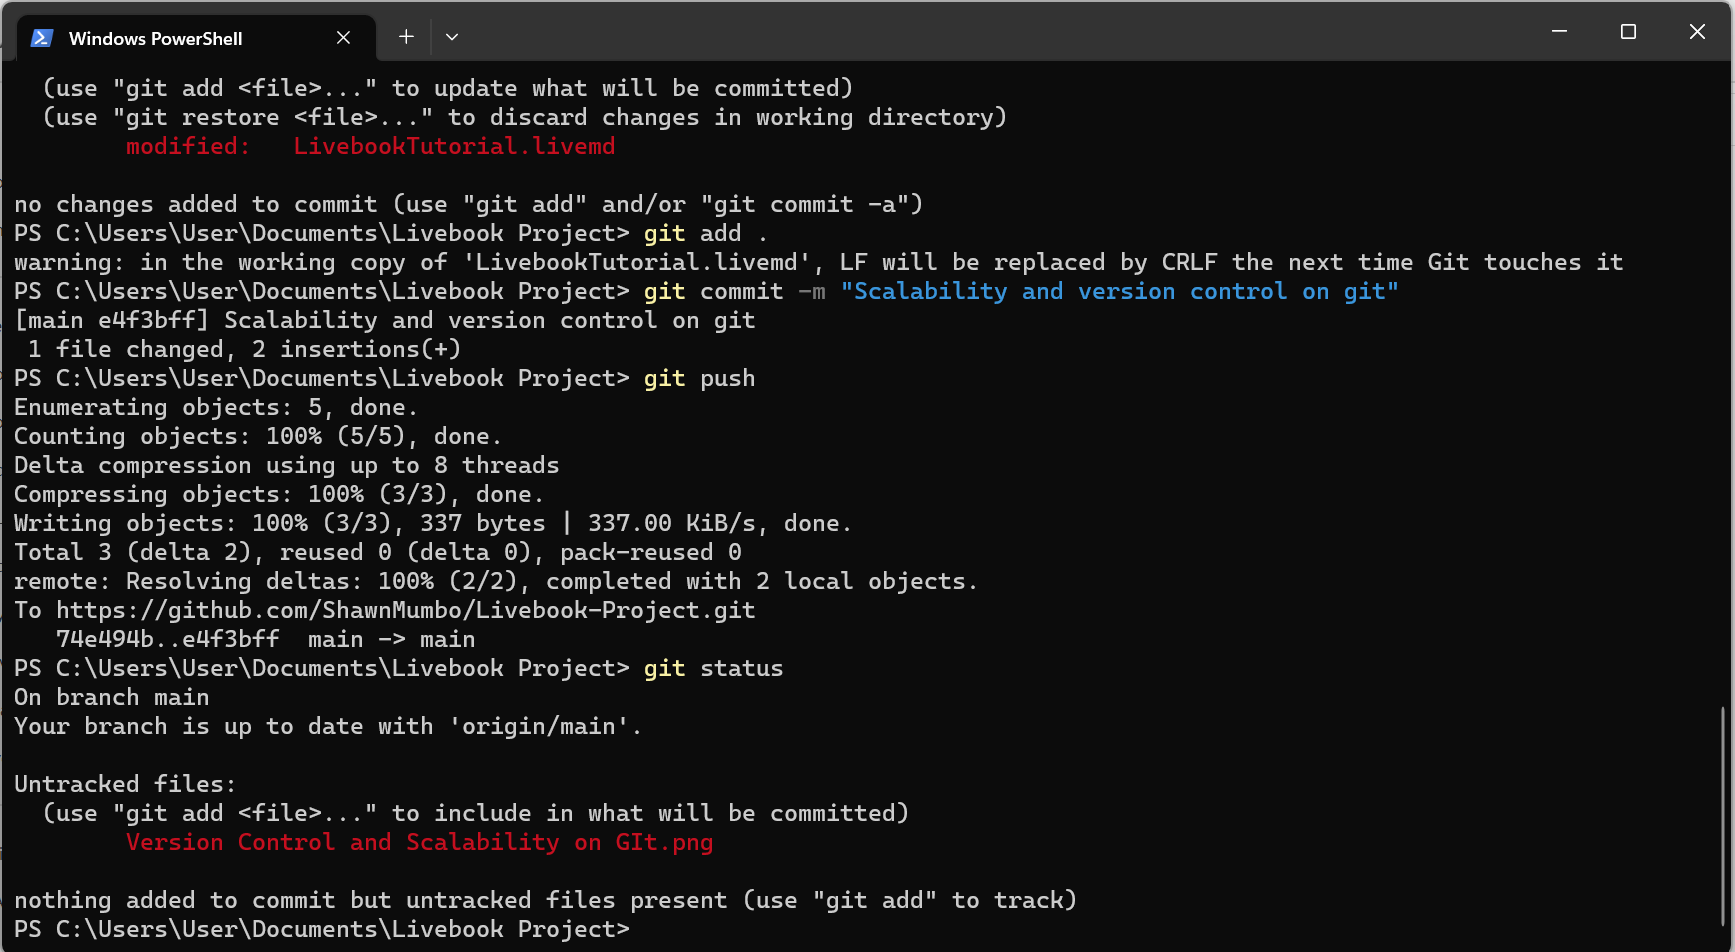 Windows PowerShell
(use "git add <file>..." to update what will be committed)
(use "git restore <file>..." to discard changes in working directory)
modified:   LivebookTutorial.livemd
no changes added to commit (use "git add" and/or "git commit -a")
PS C:\Users\User\Documents\Livebook Project> git add .
warning: in the working copy of 'LivebookTutorial.livemd', LF will be replaced by CRLF the next time Git touches it
PS C:\Users\User\Documents\Livebook Project> git commit -m "Scalability and version control on git"
[main e4f3bff] Scalability and version control on git
1 file changed, 2 insertions(+)
PS C:\Users\User\Documents\Livebook Project> git push
Enumerating objects: 5, done.
Counting objects: 100% (5/5), done.
Delta compression using up to 8 threads
Compressing objects: 100% (3/3), done.
Writing objects: 100% (3/3), 337 bytes | 337.00 KiB/s, done.
Total 3 (delta 2), reused 0 (delta 0), pack-reused 0
remote: Resolving deltas: 100% (2/2), completed with 2 local objects.
To https://github.com/ShawnMumbo/Livebook-Project.git
74e494b..e4f3bff  main -> main
PS C:\Users\User\Documents\Livebook Project> git status
On branch main
Your branch is up to date with 'origin/main'.
Untracked files:
(use "git add <file>..." to include in what will be committed)
Version Control and Scalability on GIt.png
nothing added to commit but untracked files present (use "git add" to track)
PS C:\Users\User\Documents\Livebook Project>